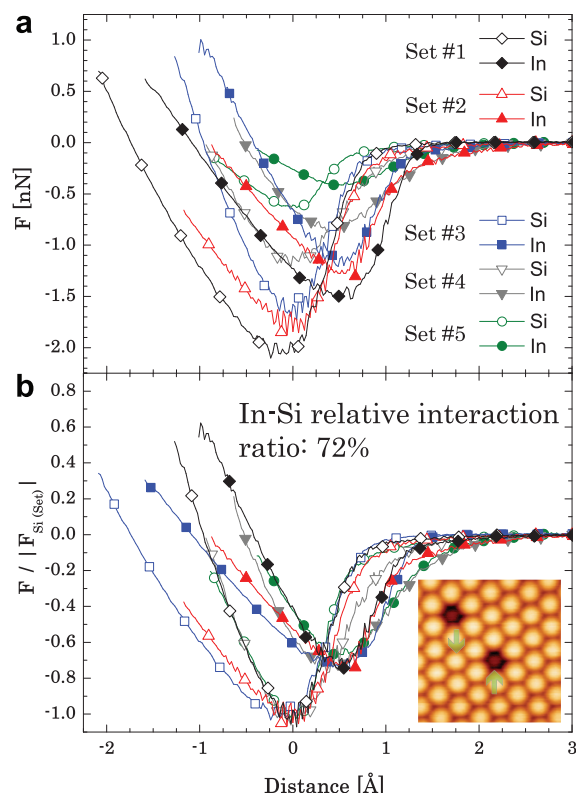 a
1.0
0.5
0.0
-0.5
-1.0
-1.5
-2.0
F [nN]
Set #1
Si
In
Set #2
Si
In
Set #3
Si
In
Set #4
Si
In
Set #5
Si
In
b
0.8
0.6
0.4
0.2
0.0
-0.2
-0.4
-0.6
-0.8
-1.0
F / |F Si (Set)|
In-Si relative interaction
ratio: 72%
-2 -1 0 1 2 3
Distance [Å]